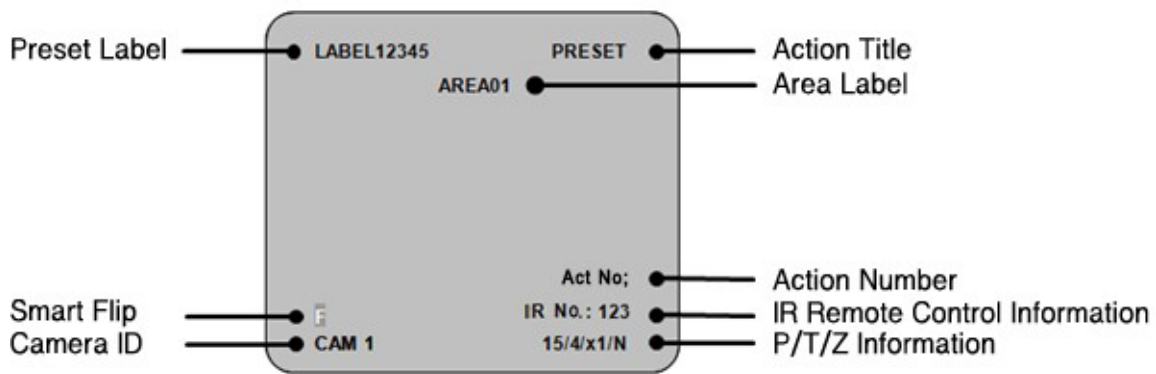 Preset Label LABEL12345 PRESET Action Title
AREA01 Area Label
Act No; Action Number
Smart Flip F IR No.: 123 IR Remote Control Information
Camera ID CAM 1 15/4/x1/N P/T/Z Information